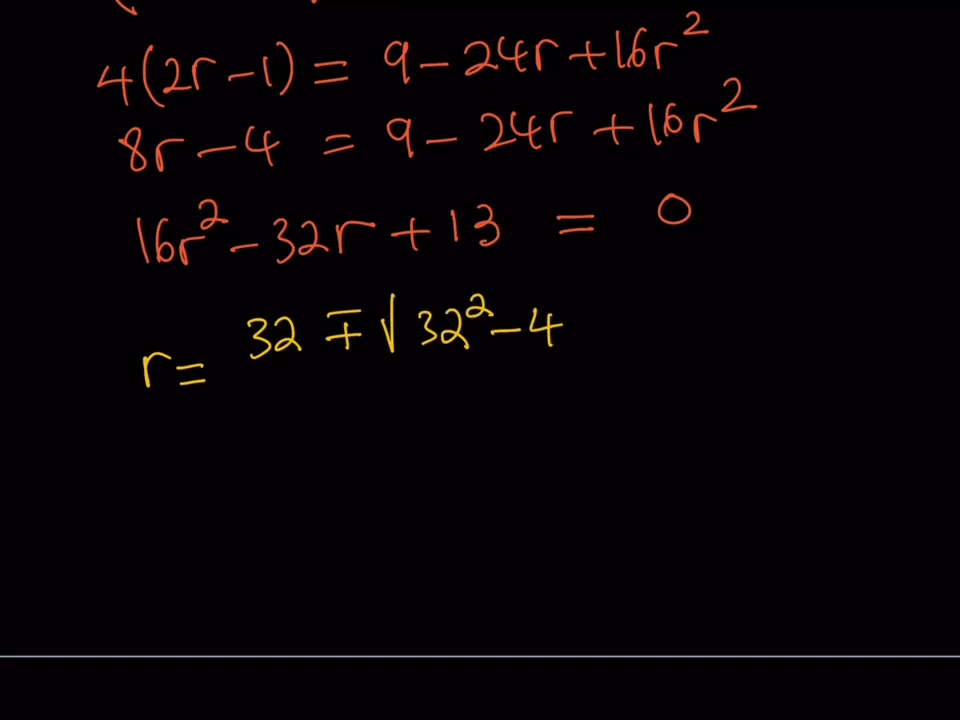 4(2r-1) = 9-24r+16r²
8r-4 = 9-24r+16r²
16r²-32r+13 = 0
r= 32 ∓ √32²-4